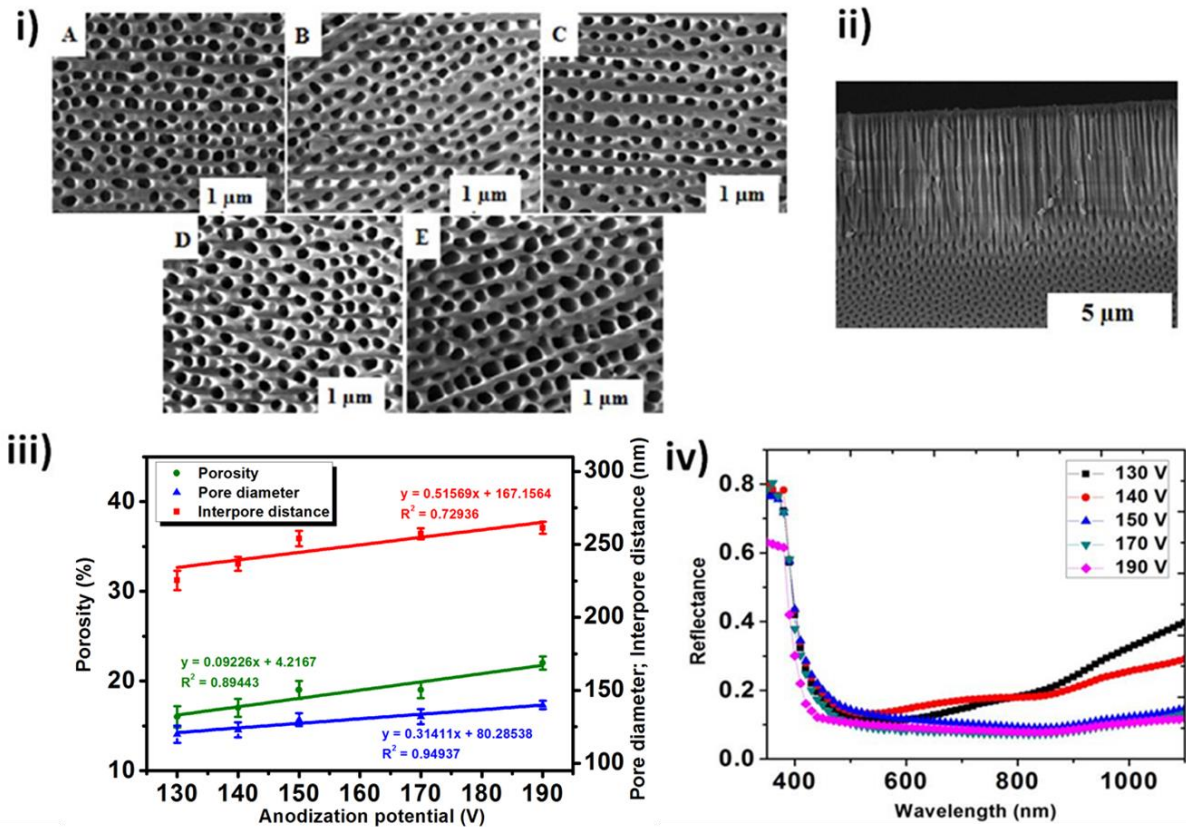 i)
A
1 μm
B
1 μm
C
1 μm
D
1 μm
E
1 μm
ii)
5 μm
iii)
Porosity
Pore diameter
Interpore distance
y = 0.51569x + 167.1564
R² = 0.72936
y = 0.09226x + 4.2167
R² = 0.89443
y = 0.31411x + 80.28538
R² = 0.94937
Porosity (%)
40
30
20
10
130 140 150 160 170 180 190
Anodization potential (V)
300
250
200
150
100
Pore diameter; Interpore distance (nm)
iv)
130 V
140 V
150 V
170 V
190 V
Reflectance
0.8
0.6
0.4
0.2
0.0
400 600 800 1000
Wavelength (nm)